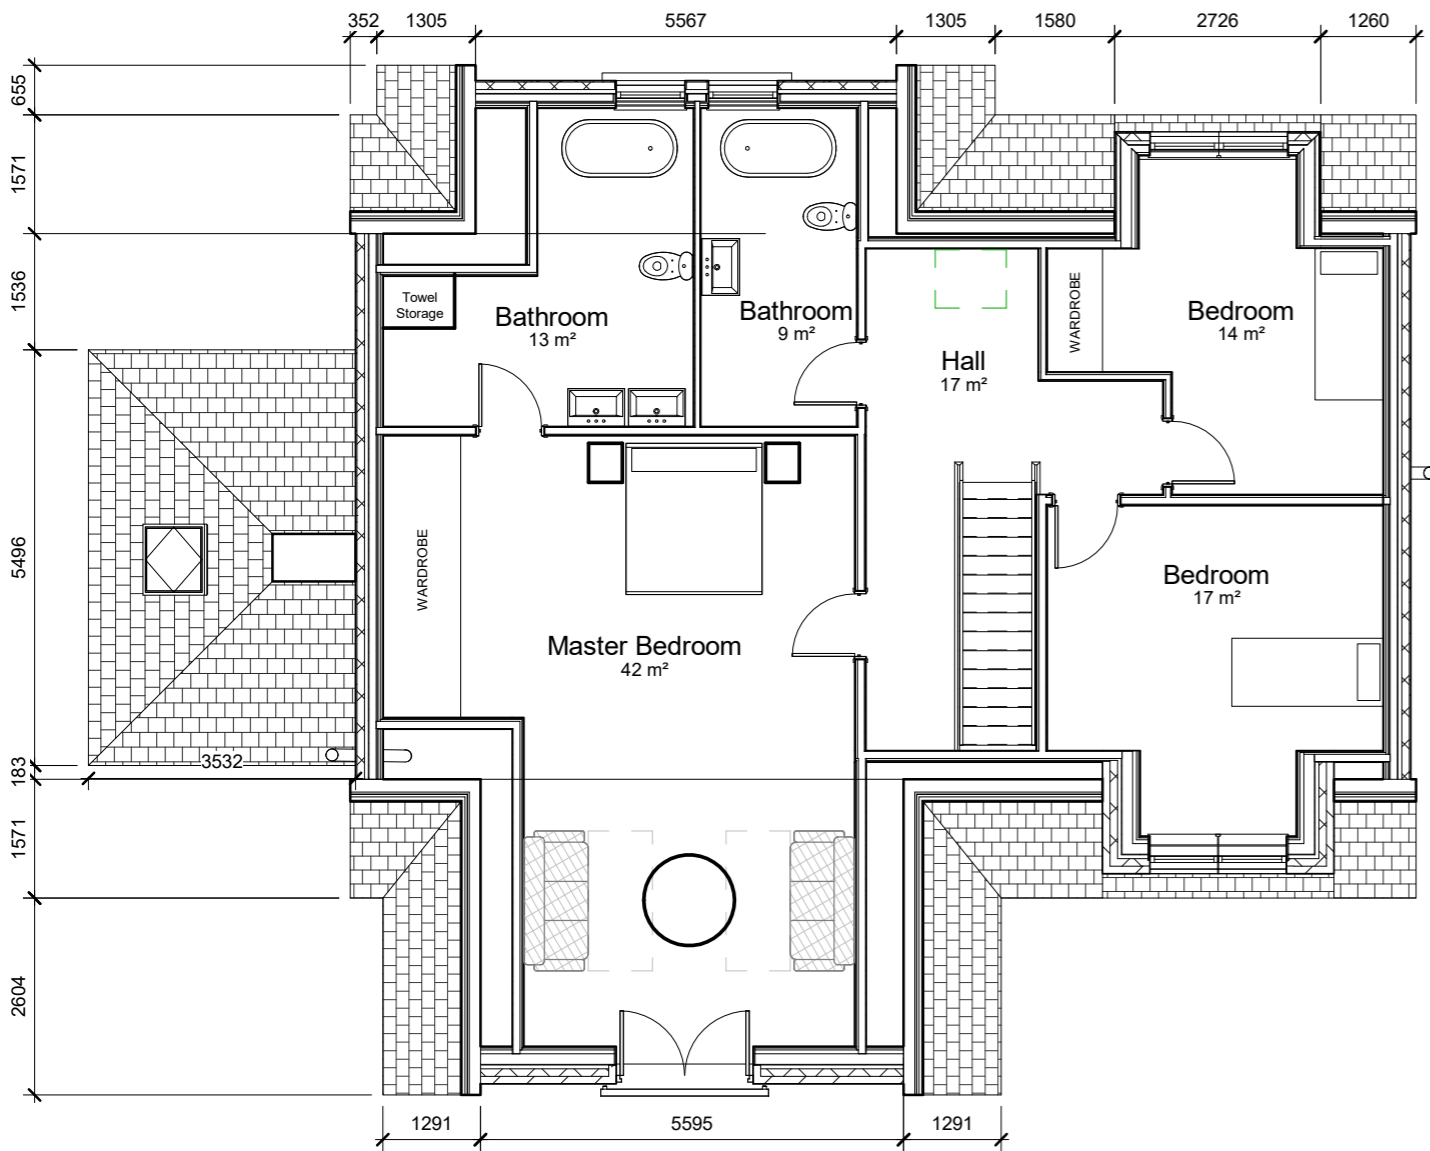 352 1305 5567 1305 1580 2726 1260
655
1571
1536
5496
183
1571
2604
Towel
Storage
Bathroom
13 m²
Bathroom
9 m²
Hall
17 m²
WARDROBE
Bedroom
14 m²
WARDROBE
Master Bedroom
42 m²
Bedroom
17 m²
3532
1291 5595 1291